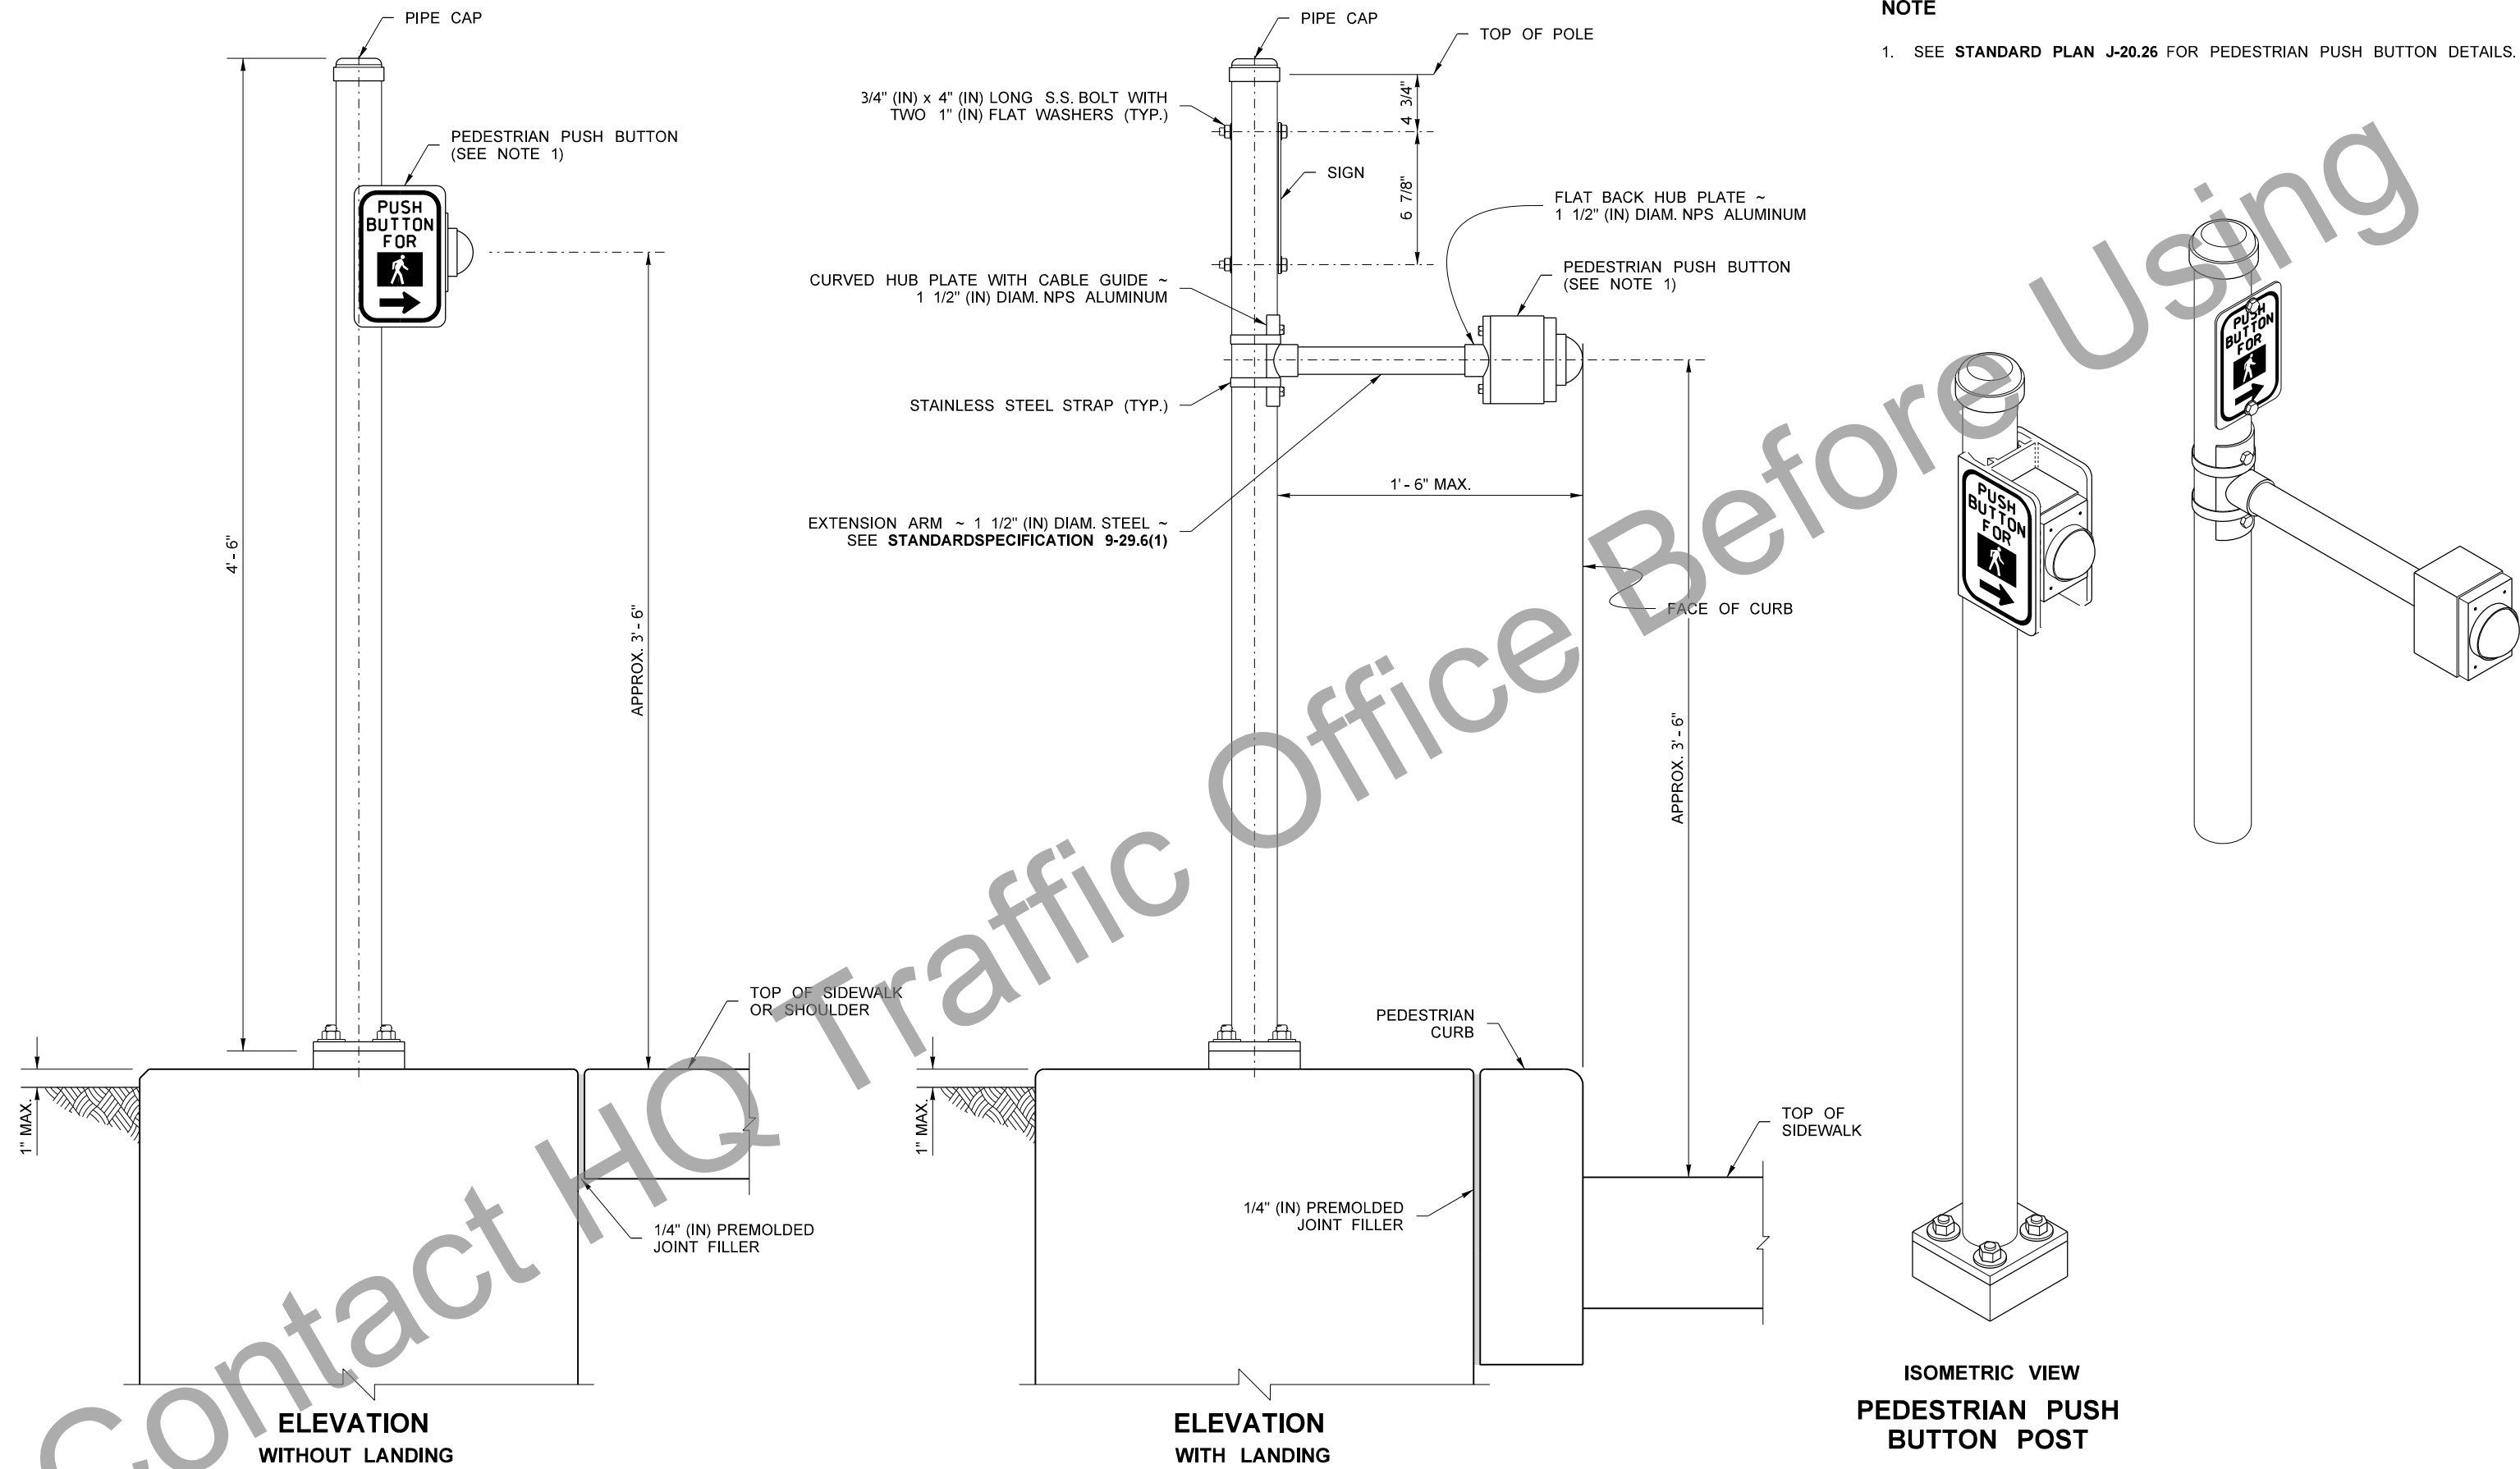 PIPE CAP
PEDESTRIAN PUSH BUTTON
(SEE NOTE 1)
PUSH
BUTTON
FOR
4'- 6"
APPROX. 3'- 6"
TOP OF SIDEWALK
OR SHOULDER
1" MAX.
1/4" (IN) PREMOLDED
JOINT FILLER
ELEVATION
WITHOUT LANDING
PIPE CAP
TOP OF POLE
3/4" (IN) x 4" (IN) LONG S.S. BOLT WITH
TWO 1" (IN) FLAT WASHERS (TYP.)
4 3/4"
SIGN
6 7/8"
FLAT BACK HUB PLATE ~
1 1/2" (IN) DIAM. NPS ALUMINUM
PEDESTRIAN PUSH BUTTON
(SEE NOTE 1)
CURVED HUB PLATE WITH CABLE GUIDE ~
1 1/2" (IN) DIAM. NPS ALUMINUM
STAINLESS STEEL STRAP (TYP.)
1'- 6" MAX.
EXTENSION ARM ~ 1 1/2" (IN) DIAM. STEEL ~
SEE STANDARDSPECIFICATION 9-29.6(1)
FACE OF CURB
APPROX. 3'- 6"
PEDESTRIAN
CURB
1" MAX.
TOP OF
SIDEWALK
1/4" (IN) PREMOLDED
JOINT FILLER
ELEVATION
WITH LANDING
NOTE
1. SEE STANDARD PLAN J-20.26 FOR PEDESTRIAN PUSH BUTTON DETAILS.
PUSH
BUTTON
FOR
PUSH
BUTTON
FOR
ISOMETRIC VIEW
PEDESTRIAN PUSH
BUTTON POST
Contact HQ Traffic Office Before Using